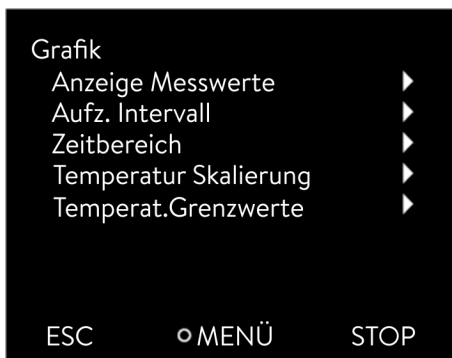 Grafik
Anzeige Messwerte
Aufz. Intervall
Zeitbereich
Temperatur Skalierung
Temperat.Grenzwerte
ESC MENÜ STOP